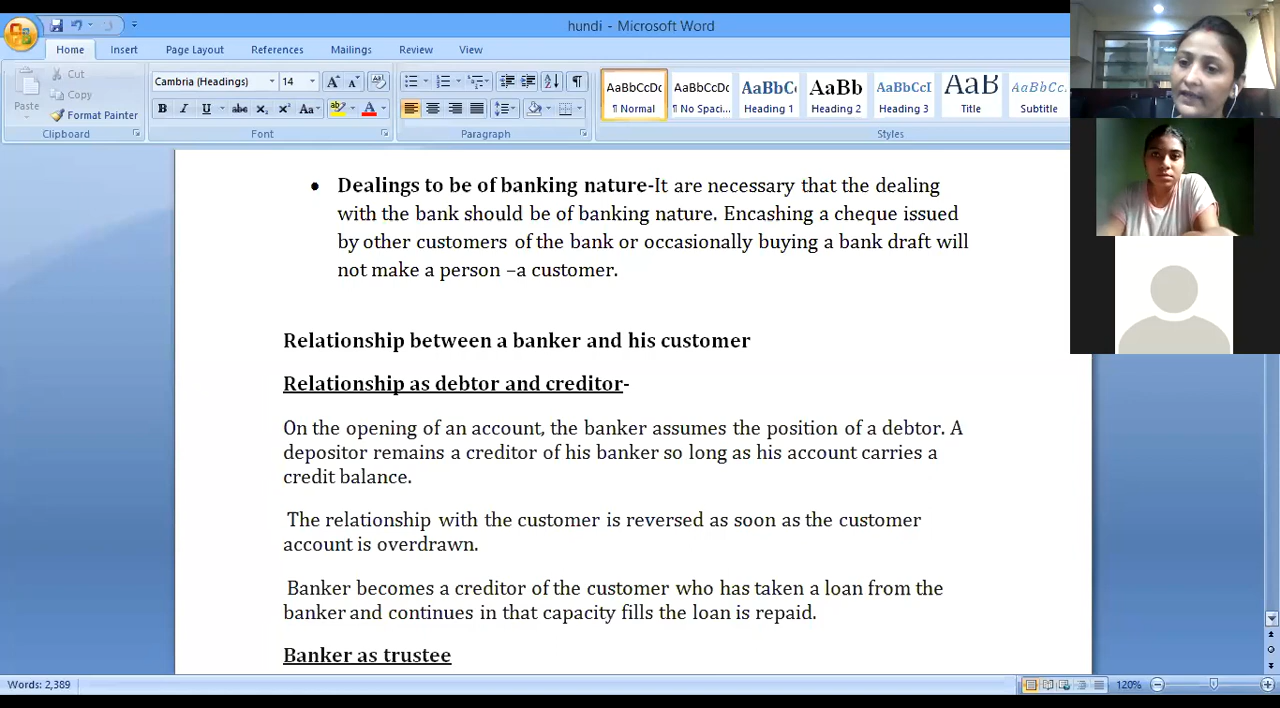 hundi - Microsoft Word
Home Insert Page Layout References Mailings Review View
Cut
Copy
Paste
Format Painter
Cambria (Headings) 14
AaBbCcDc AaBbCcDc AaBbC AaBb AaBbCcI AaB AaBbCc.
¶ Normal ¶ No Spaci... Heading 1 Heading 2 Heading 3 Title Subtitle
Clipboard Font Paragraph Styles
• Dealings to be of banking nature-It are necessary that the dealing
with the bank should be of banking nature. Encashing a cheque issued
by other customers of the bank or occasionally buying a bank draft will
not make a person –a customer.
Relationship between a banker and his customer
Relationship as debtor and creditor-
On the opening of an account, the banker assumes the position of a debtor. A
depositor remains a creditor of his banker so long as his account carries a
credit balance.
The relationship with the customer is reversed as soon as the customer
account is overdrawn.
Banker becomes a creditor of the customer who has taken a loan from the
banker and continues in that capacity fills the loan is repaid.
Banker as trustee
Words: 2,389 120%